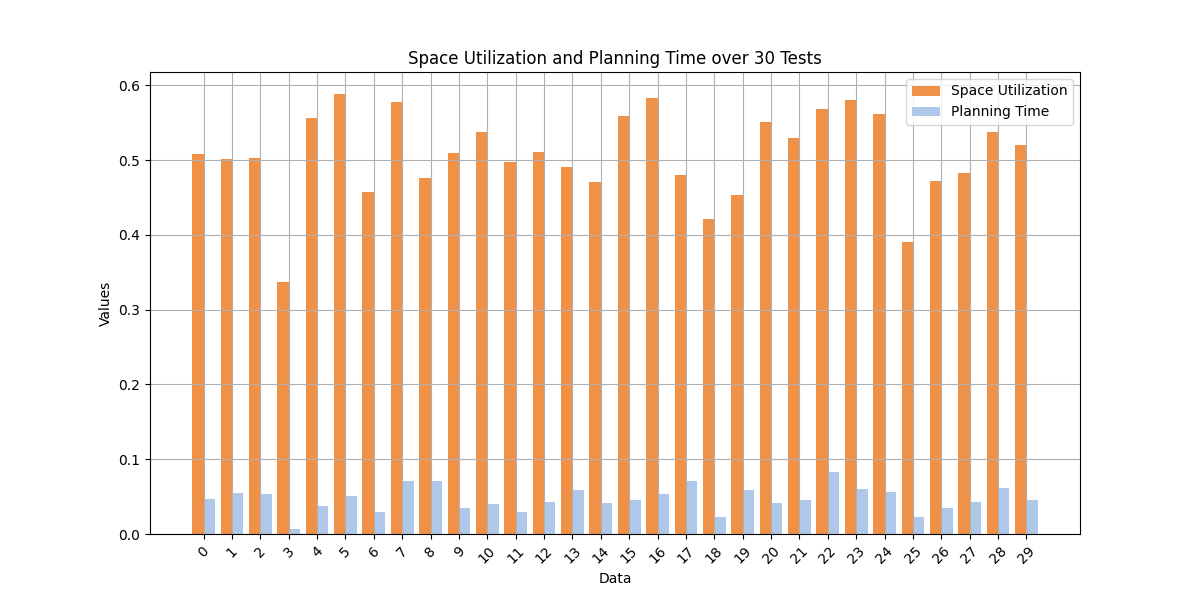 Space Utilization and Planning Time over 30 Tests
Space Utilization
Planning Time
Values
0.6
0.5
0.4
0.3
0.2
0.1
0.0
0 1 2 3 4 5 6 7 8 9 10 11 12 13 14 15 16 17 18 19 20 21 22 23 24 25 26 27 28 29
Data